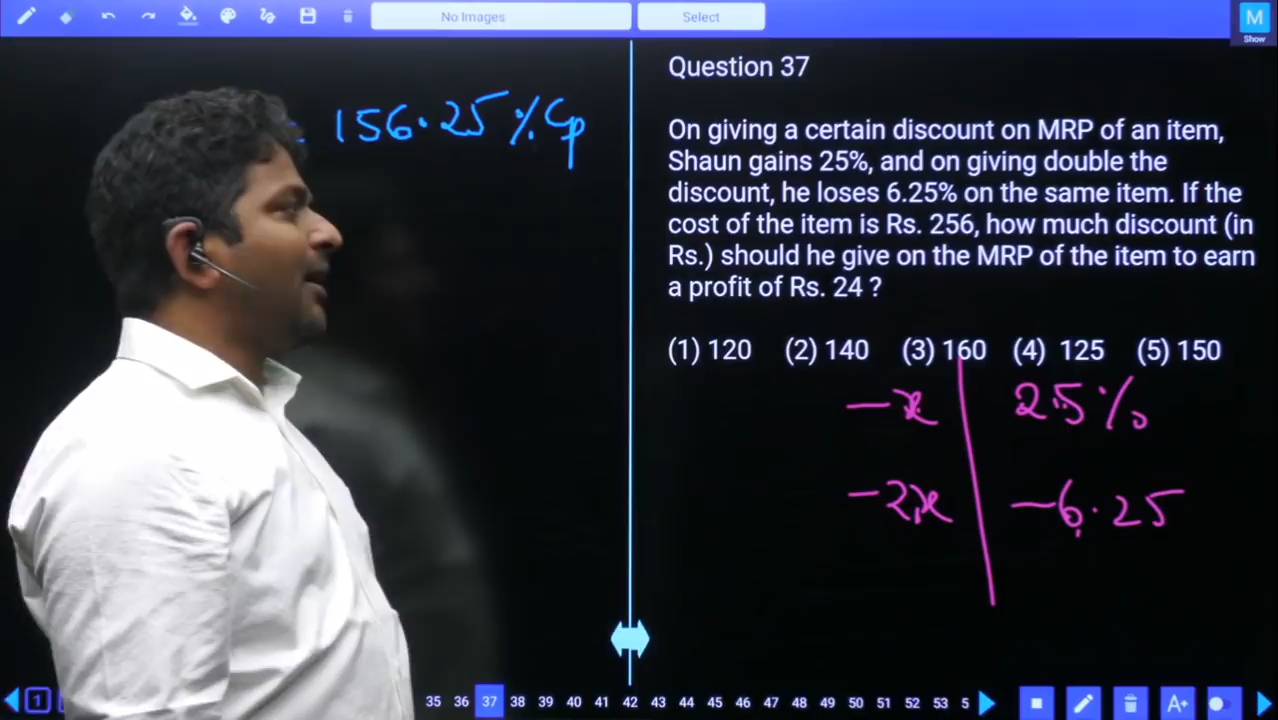 No Images
Select
M
Show
= 156.25% Cp
Question 37
On giving a certain discount on MRP of an item,
Shaun gains 25%, and on giving double the
discount, he loses 6.25% on the same item. If the
cost of the item is Rs. 256, how much discount (in
Rs.) should he give on the MRP of the item to earn
a profit of Rs. 24 ?
(1) 120 (2) 140 (3) 160 (4) 125 (5) 150
-x 25%
-2x -6.25
1
35 36 37 38 39 40 41 42 43 44 45 46 47 48 49 50 51 52 53 5
A+